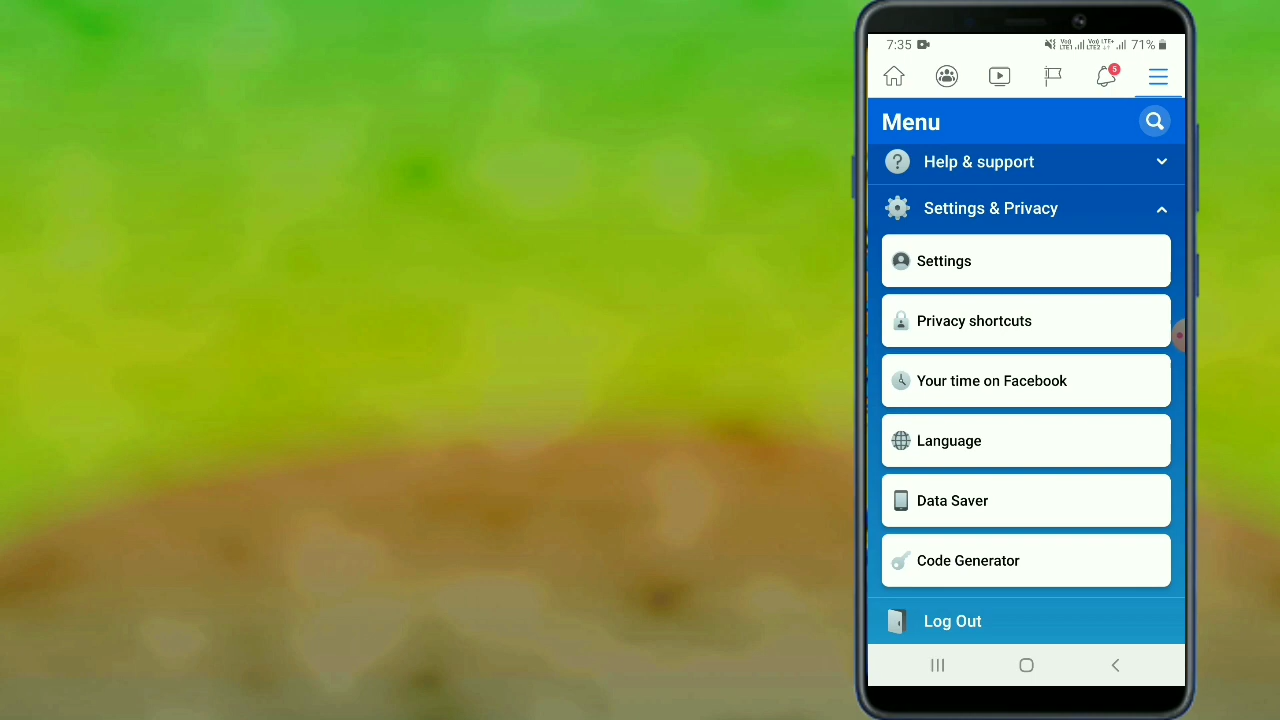 7:35
71%
5
Menu
Help & support
Settings & Privacy
Settings
Privacy shortcuts
Your time on Facebook
Language
Data Saver
Code Generator
Log Out